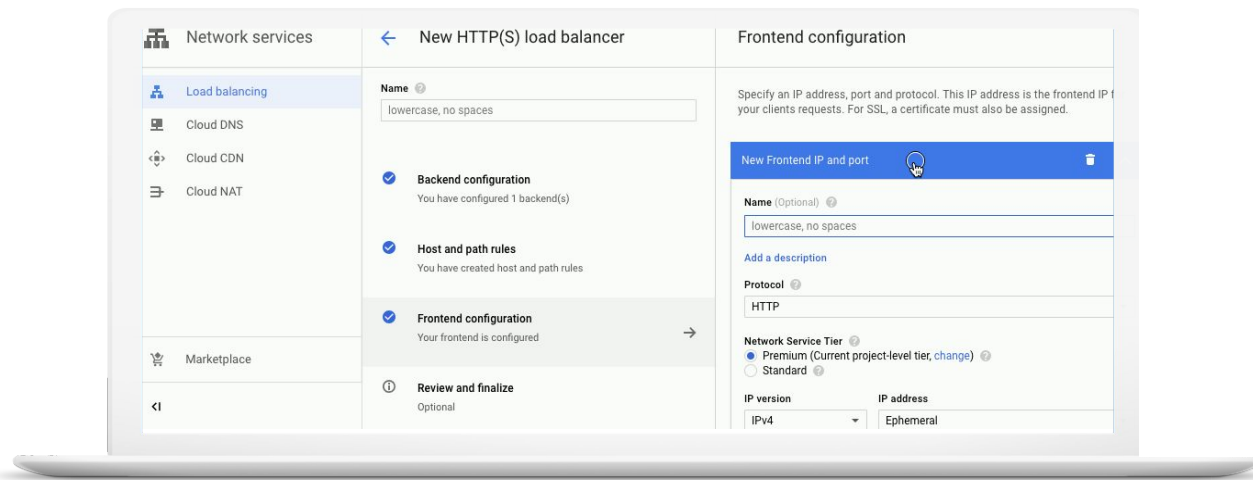 Network services
Load balancing
Cloud DNS
Cloud CDN
Cloud NAT
Marketplace
New HTTP(S) load balancer
Name
lowercase, no spaces
Backend configuration
You have configured 1 backend(s)
Host and path rules
You have created host and path rules
Frontend configuration
Your frontend is configured
Review and finalize
Optional
Frontend configuration
Specify an IP address, port and protocol. This IP address is the frontend IP f
your clients requests. For SSL, a certificate must also be assigned.
New Frontend IP and port
Name (Optional)
lowercase, no spaces
Add a description
Protocol
HTTP
Network Service Tier
Premium (Current project-level tier, change)
Standard
IP version IP address
IPv4 Ephemeral